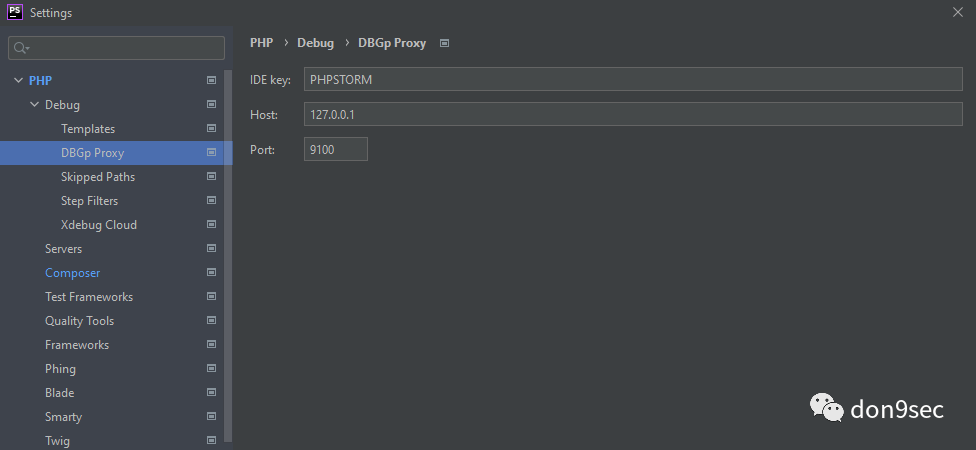 PS
Settings
PHP
Debug
Templates
DBGp Proxy
Skipped Paths
Step Filters
Xdebug Cloud
Servers
Composer
Test Frameworks
Quality Tools
Frameworks
Phing
Blade
Smarty
Twig
PHP › Debug › DBGp Proxy
IDE key: PHPSTORM
Host: 127.0.0.1
Port: 9100
don9sec